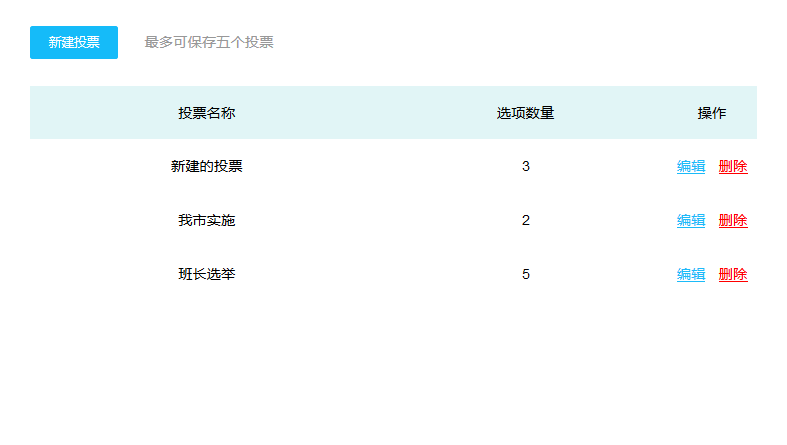 新建投票 最多可保存五个投票
投票名称 选项数量 操作
新建的投票 3 编辑 删除
我市实施 2 编辑 删除
班长选举 5 编辑 删除